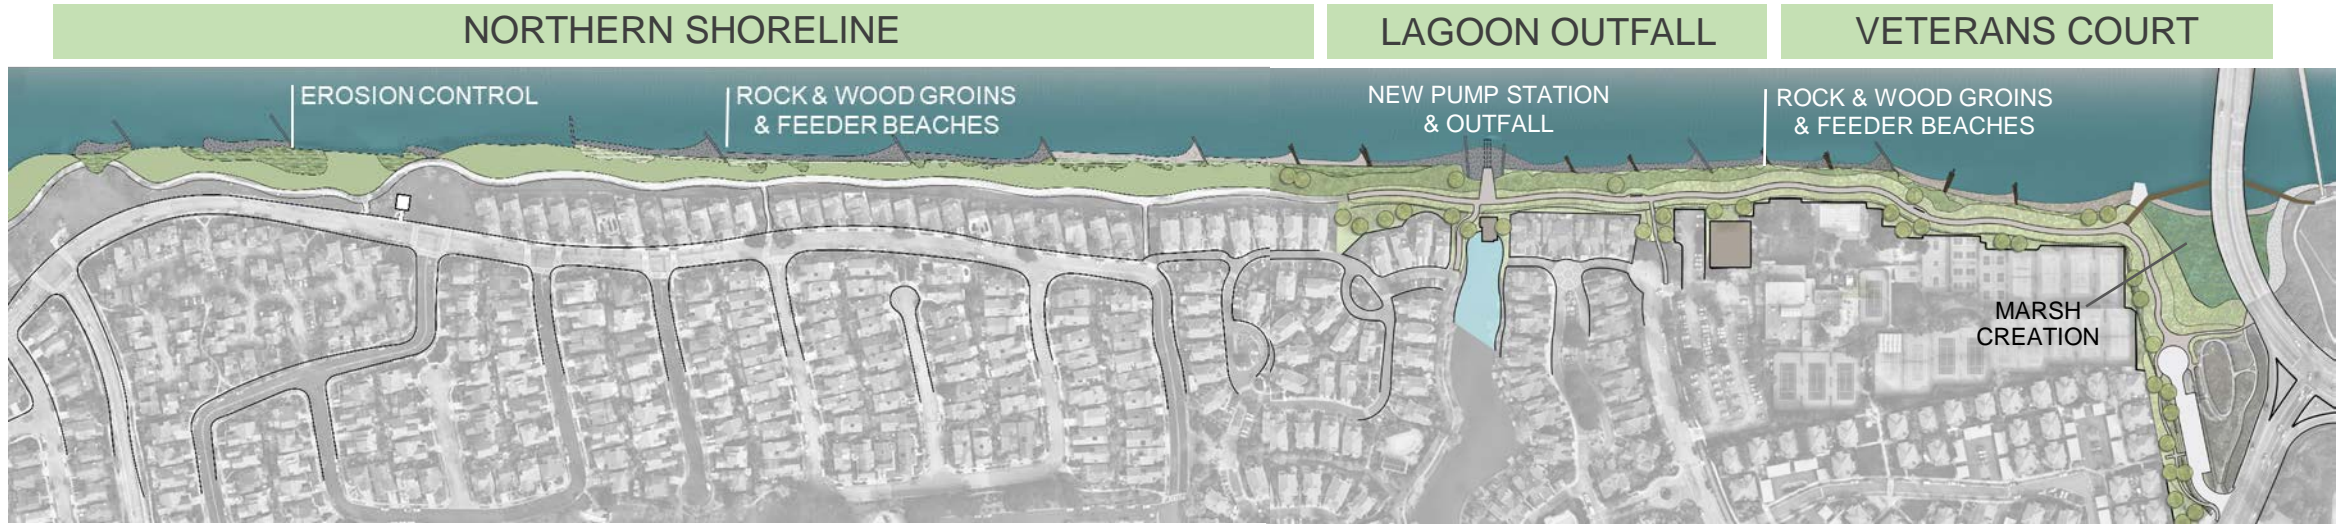 NORTHERN SHORELINE
LAGOON OUTFALL
VETERANS COURT
EROSION CONTROL
ROCK & WOOD GROINS
& FEEDER BEACHES
NEW PUMP STATION
& OUTFALL
ROCK & WOOD GROINS
& FEEDER BEACHES
MARSH
CREATION